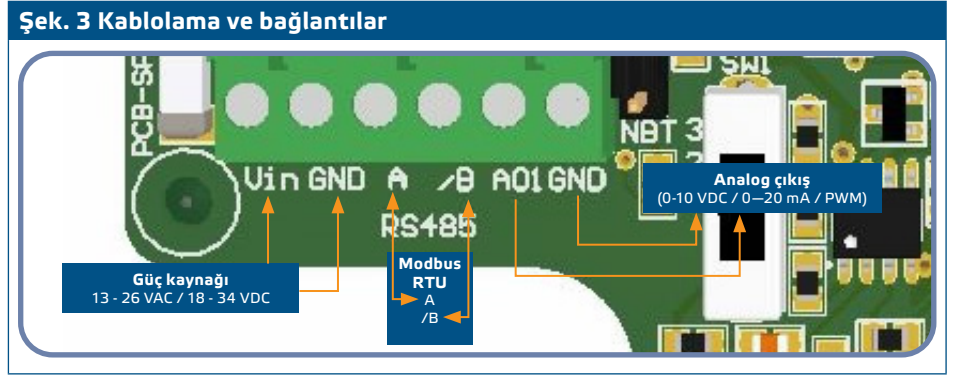 Şek. 3 Kablolama ve bağlantılar
PCB-SF
SW1
NBT 3
2
Vin GND A /B AO1 GND
RS485
Analog çıkış
(0-10 VDC / 0—20 mA / PWM)
Güç kaynağı
13 - 26 VAC / 18 - 34 VDC
Modbus
RTU
A
/B